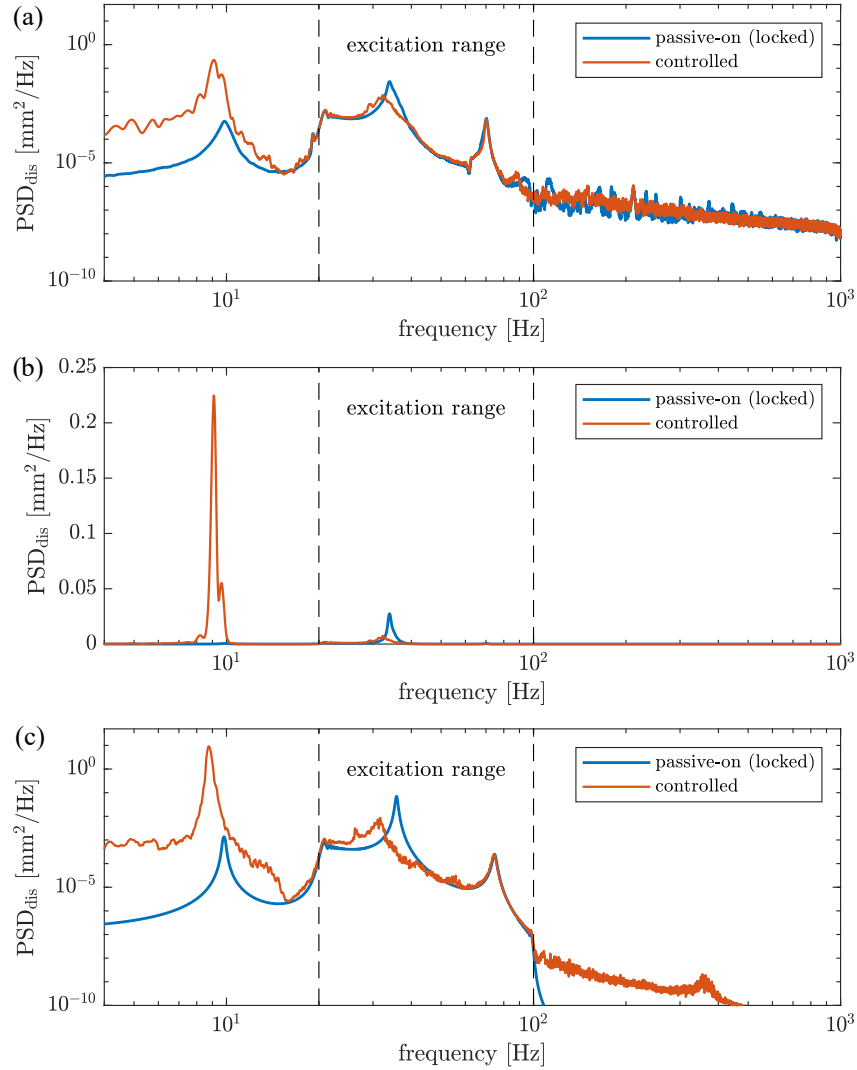 (a)
10^0
10^-5
10^-10
PSD_dis [mm^2/Hz]
excitation range
passive-on (locked)
controlled
10^1
10^2
10^3
frequency [Hz]
(b)
0.25
0.2
0.15
0.1
0.05
0
PSD_dis [mm^2/Hz]
excitation range
passive-on (locked)
controlled
10^1
10^2
10^3
frequency [Hz]
(c)
10^0
10^-5
10^-10
PSD_dis [mm^2/Hz]
excitation range
passive-on (locked)
controlled
10^1
10^2
10^3
frequency [Hz]